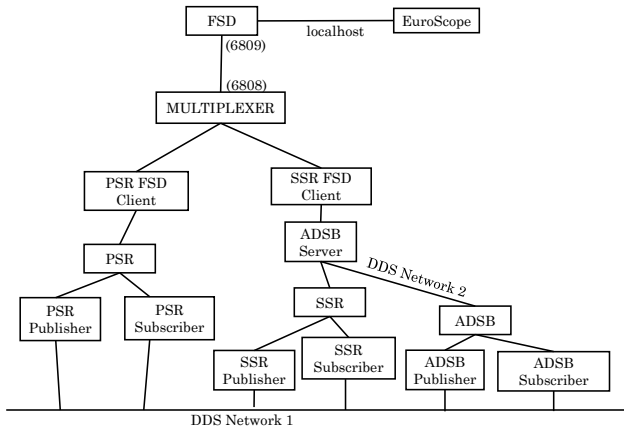 FSD
EuroScope
localhost
(6809)
(6808)
MULTIPLEXER
PSR FSD
Client
SSR FSD
Client
ADSB
Server
PSR
DDS Network 2
SSR
ADSB
PSR
Publisher
PSR
Subscriber
SSR
Publisher
SSR
Subscriber
ADSB
Publisher
ADSB
Subscriber
DDS Network 1